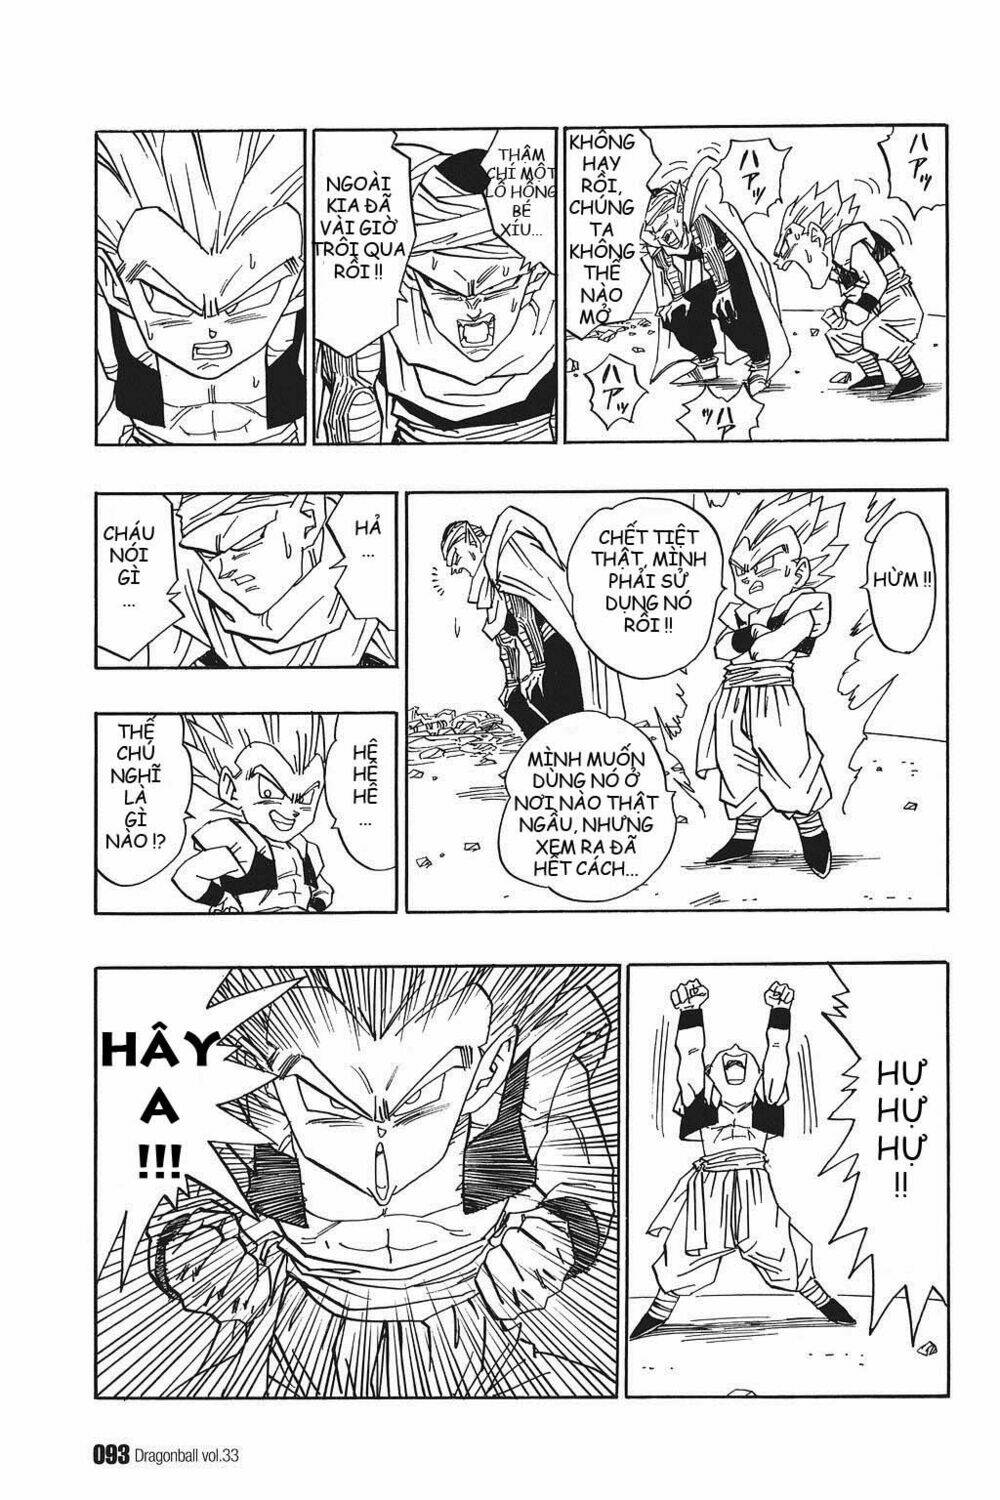 KHÔNG
HAY
RỒI,
CHÚNG
TA
KHÔNG
THỂ
NÀO
MỞ
ハアッ
ハアッ
ハアッ
ハアッ
THẬM
CHÍ MỘT
LỖ HỔNG
BÉ
XÍU...
NGOÀI
KIA ĐÃ
VÀI GIỜ
TRÔI QUA
RỒI !!
HỪM !!
CHẾT TIỆT
THẬT, MÌNH
PHẢI SỬ
DỤNG NÓ
RỒI !!
MÌNH MUỐN
DÙNG NÓ Ở
NƠI NÀO THẬT
NGẦU, NHƯNG
XEM RA ĐÃ
HẾT CÁCH...
HẢ
...
CHÁU
NÓI
GÌ
...
HÊ
HÊHÊ
HÊ
...
THẾ
CHÚ
NGHĨ
LÀ
GÌ
NÀO !?
HỰ
HỰ
HỰ
!!
HÂY
A
!!!
093 Dragonball vol.33